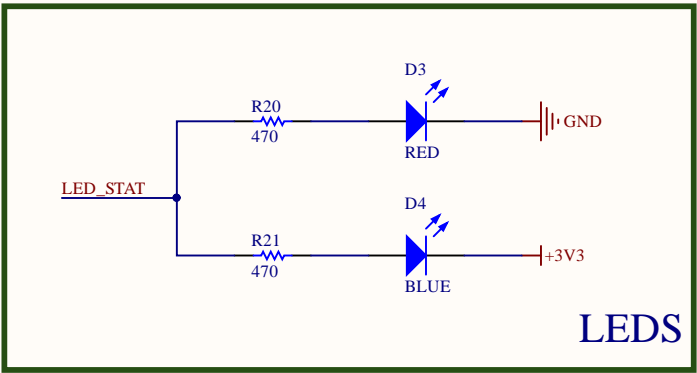 D3
R20
470
RED
GND
LED_STAT
D4
R21
470
BLUE
+3V3
LEDS